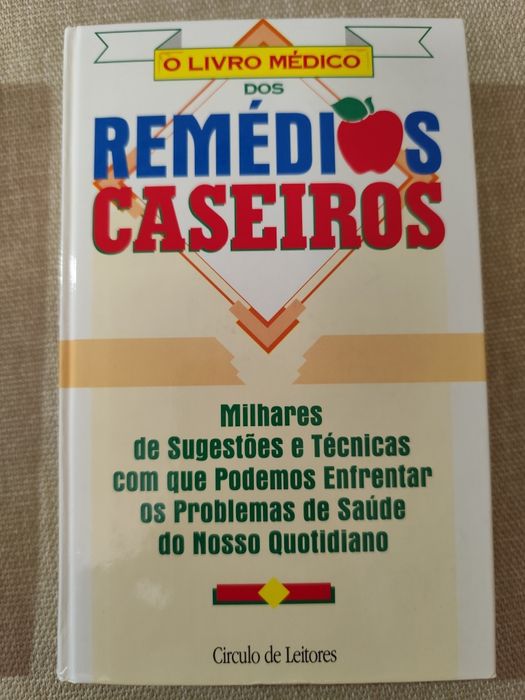 O LIVRO MÉDICO
DOS
REMÉDIOS
CASEIROS
Milhares
de Sugestões e Técnicas
com que Podemos Enfrentar
os Problemas de Saúde
do Nosso Quotidiano
Circulo de Leitores